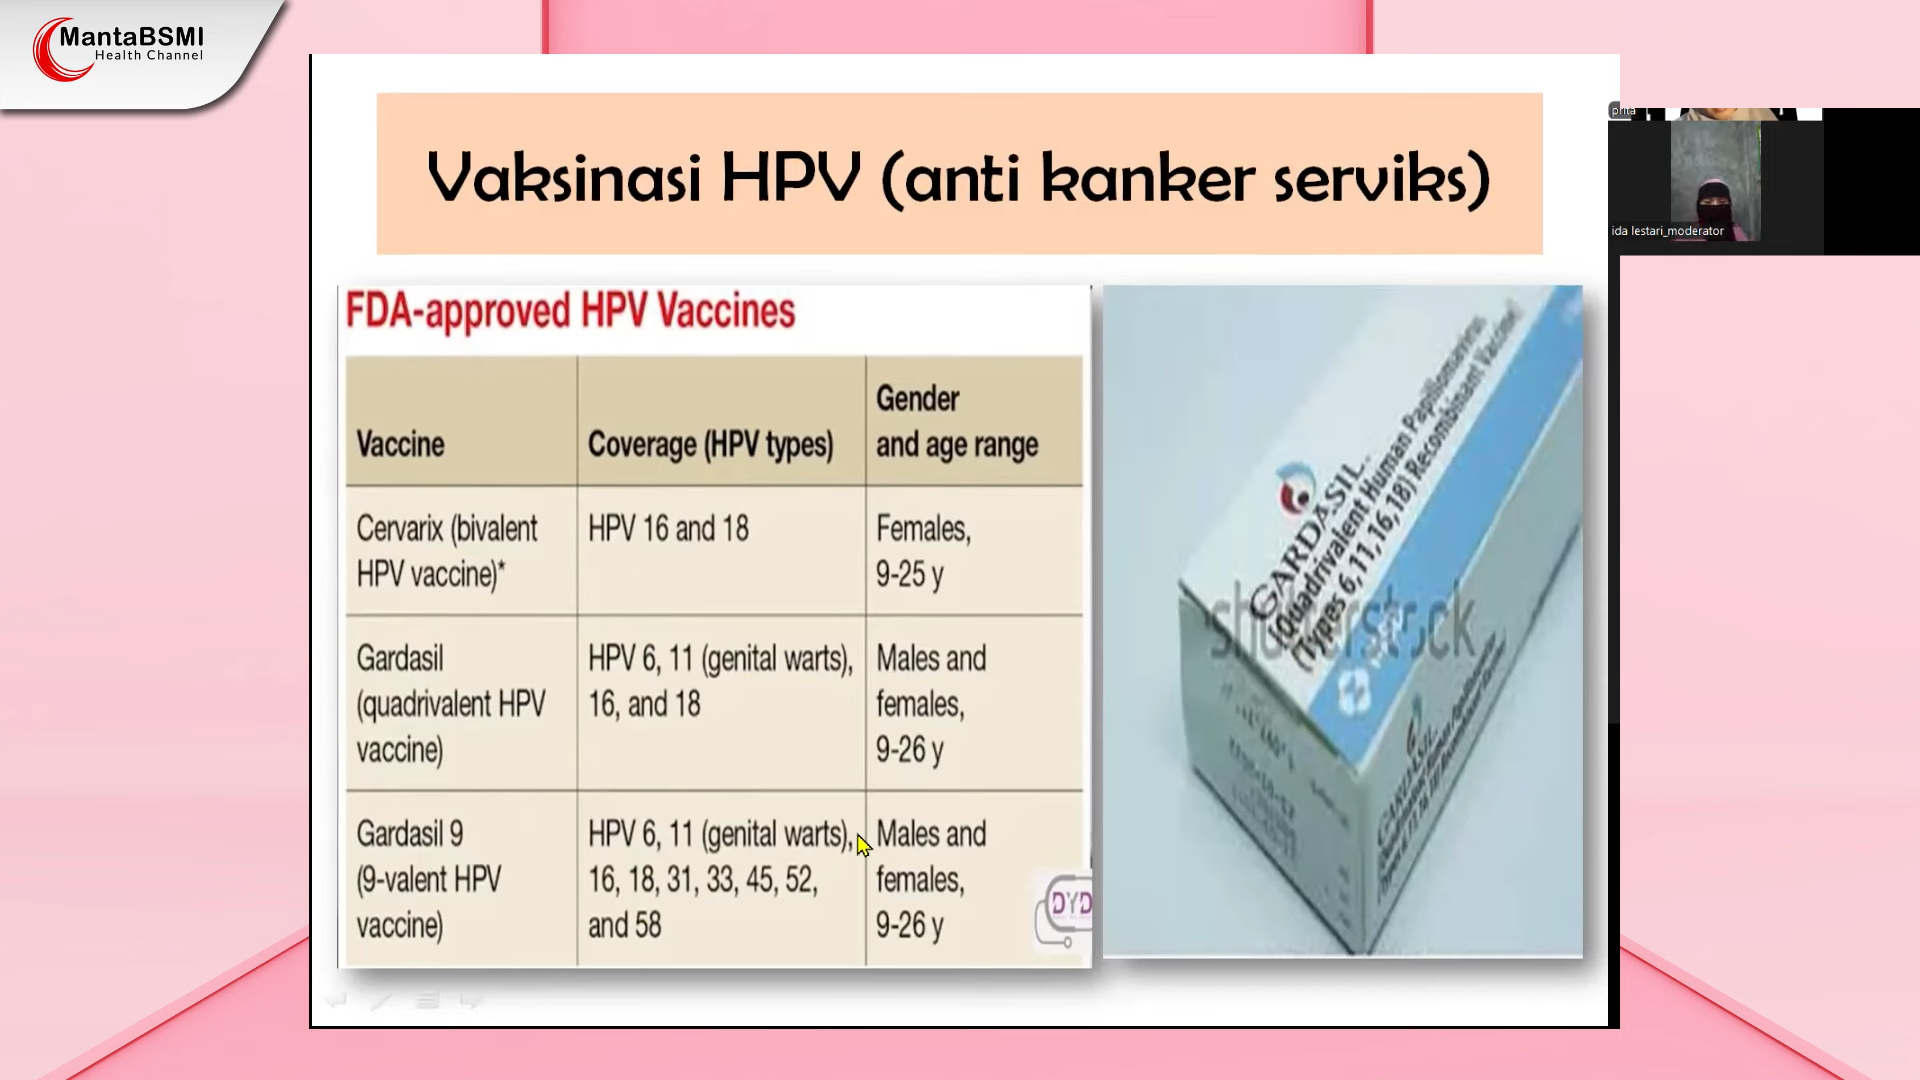 MantaBSMI
Health Channel
Vaksinasi HPV (anti kanker serviks)
prita
ida lestari_moderator
FDA-approved HPV Vaccines
Vaccine
Coverage (HPV types)
Gender
and age range
Cervarix (bivalent
HPV vaccine)*
HPV 16 and 18
Females,
9-25 y
Gardasil
(quadrivalent HPV
vaccine)
HPV 6, 11 (genital warts),
16, and 18
Males and
females,
9-26 y
Gardasil 9
(9-valent HPV
vaccine)
HPV 6, 11 (genital warts),
16, 18, 31, 33, 45, 52,
and 58
Males and
females,
9-26 y
DYD
GARDASIL
(Quadrivalent Human Papillomavirus
(Types 6,11,16,18) Recombinant Vaccine)
shutterstock
GARDASIL